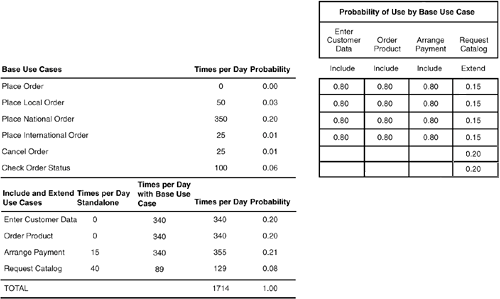 Probability of Use by Base Use Case
Enter Customer Data Order Product Arrange Payment Request Catalog
Include Include Include Extend
Base Use Cases Times per Day Probability
Place Order 0 0.00 0.80 0.80 0.80 0.15
Place Local Order 50 0.03 0.80 0.80 0.80 0.15
Place National Order 350 0.20 0.80 0.80 0.80 0.15
Place International Order 25 0.01 0.80 0.80 0.80 0.15
Cancel Order 25 0.01 0.20
Check Order Status 100 0.06 0.20
Include and Extend Use Cases Times per Day Standalone Times per Day with Base Use Case Times per Day Probability
Enter Customer Data 0 340 340 0.20
Order Product 0 340 340 0.20
Arrange Payment 15 340 355 0.21
Request Catalog 40 89 129 0.08
TOTAL 1714 1.00